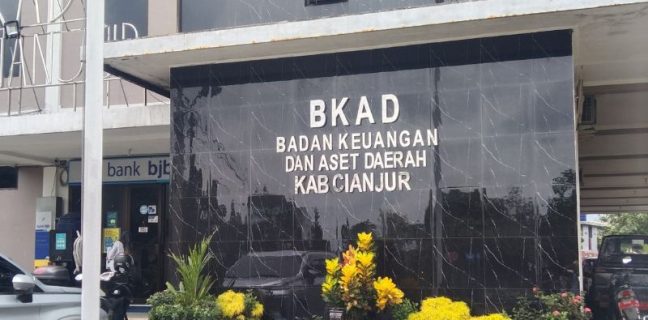 BKAD
BADAN KEUANGAN
DAN ASET DAERAH
KAB CIANJUR
bank bjb